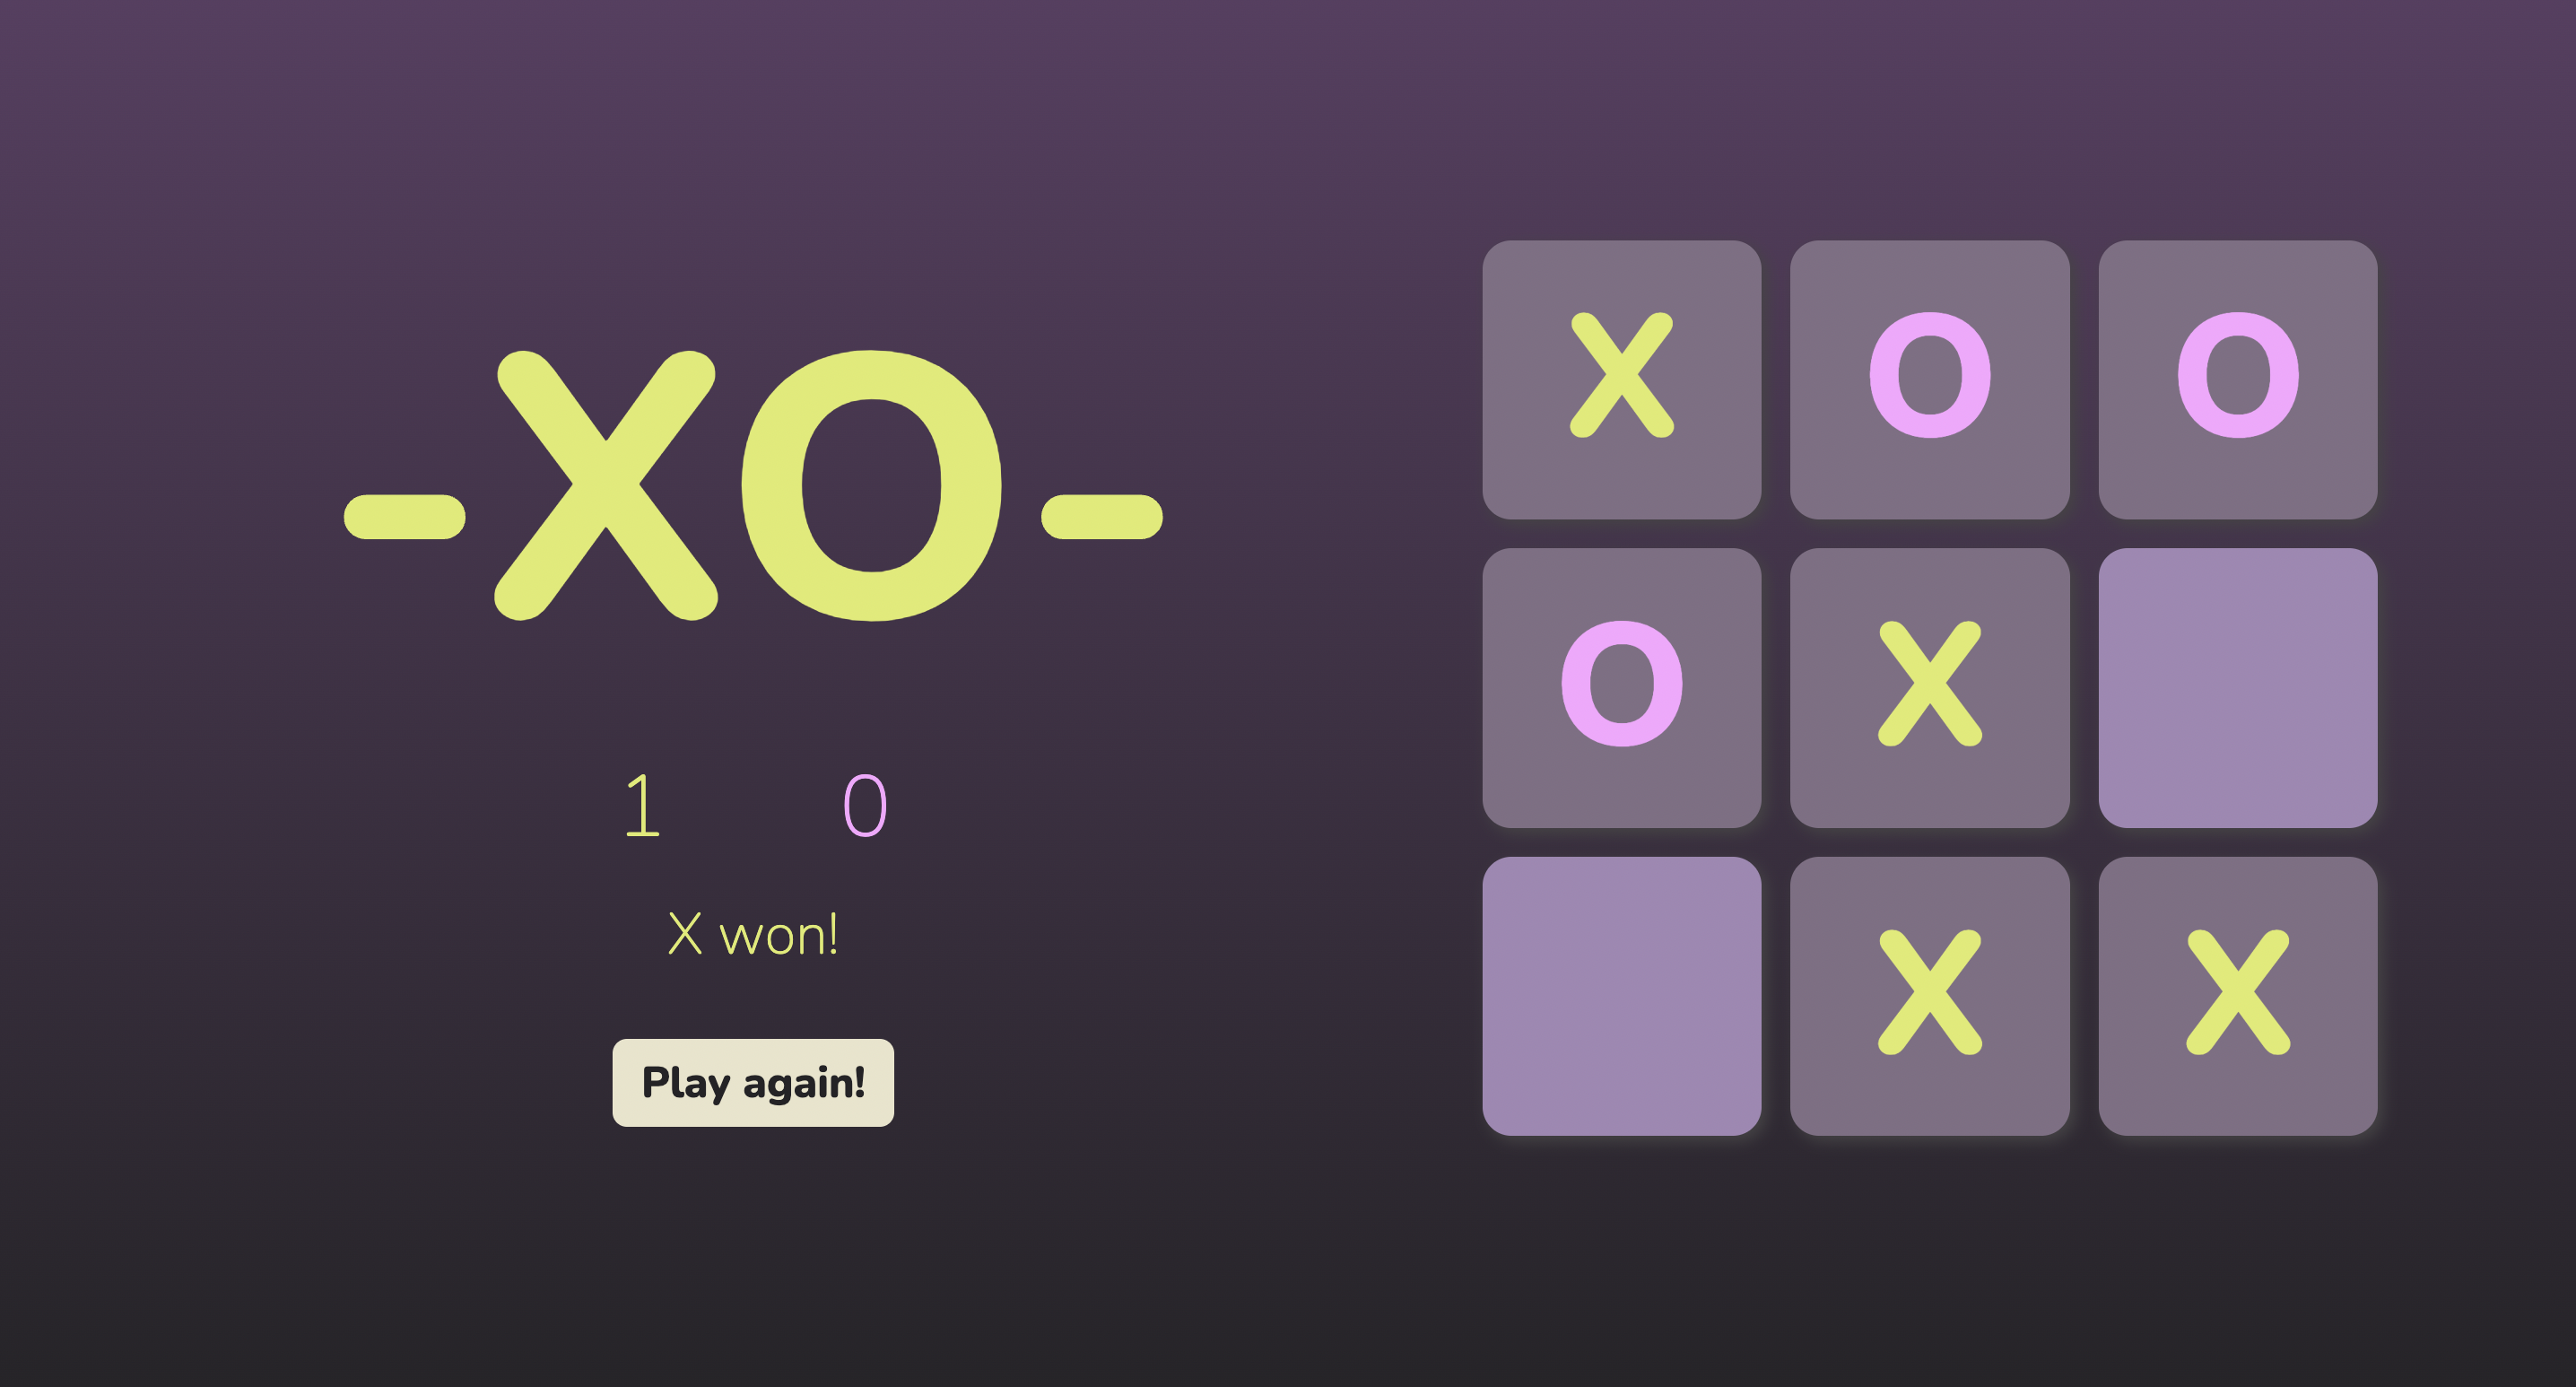 -XO-
1 0
X won!
Play again!
X O O
O X
X X